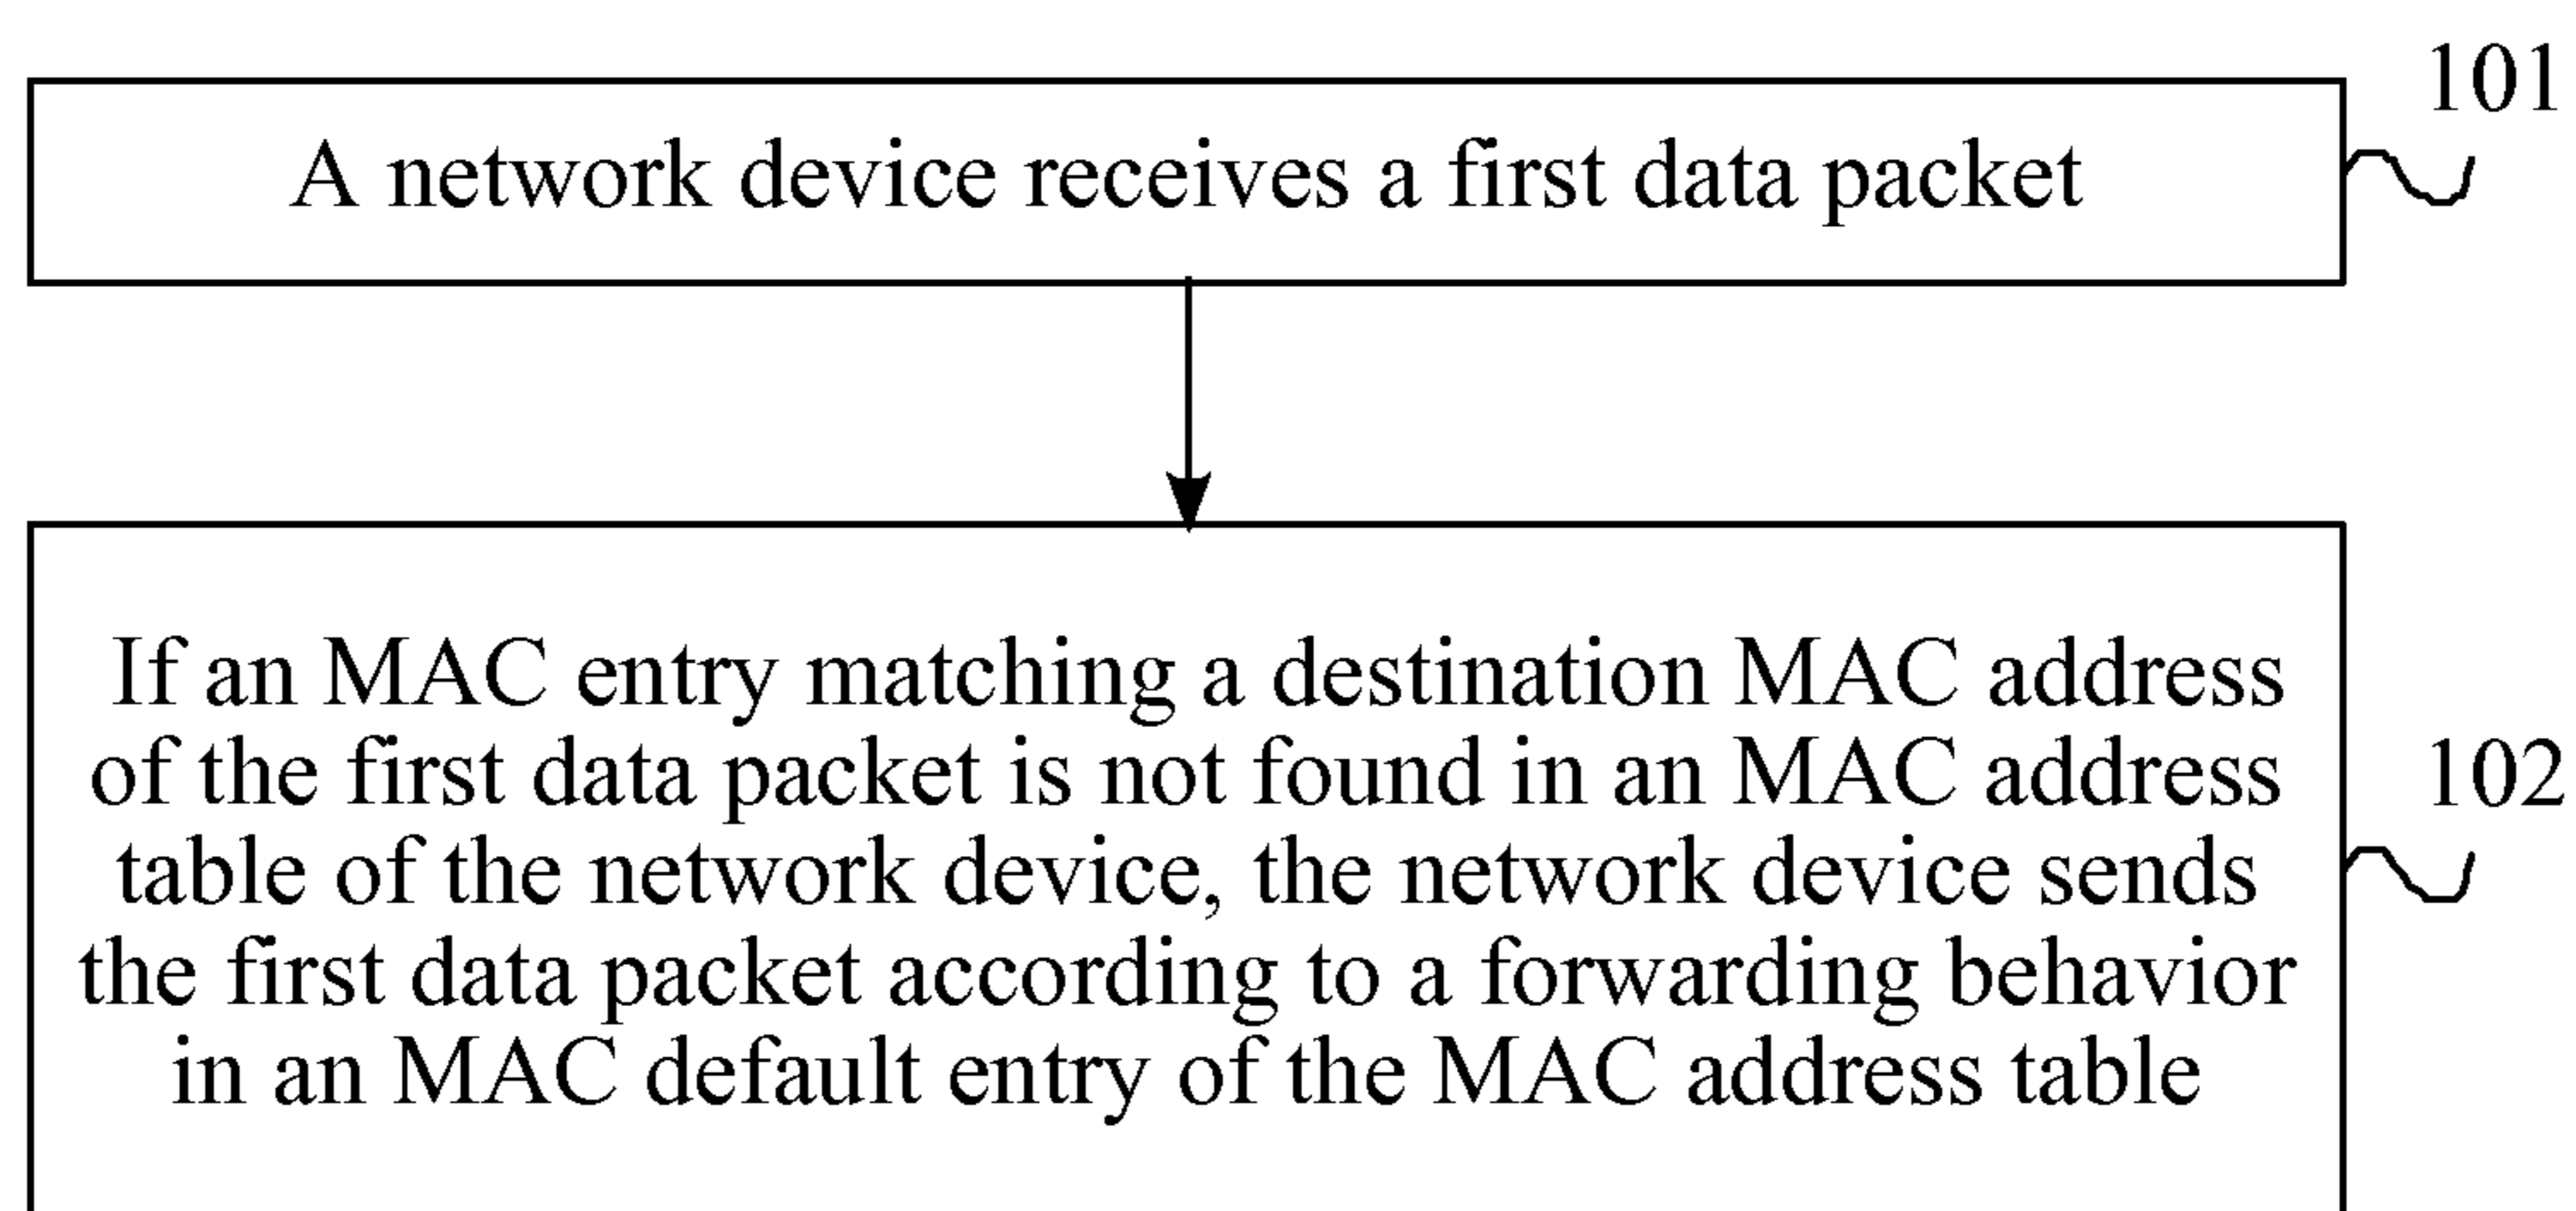 101
A network device receives a first data packet
If an MAC entry matching a destination MAC address
of the first data packet is not found in an MAC address
102
table of the network device, the network device sends
the first data packet according to a forwarding behavior
in an MAC default entry of the MAC address table